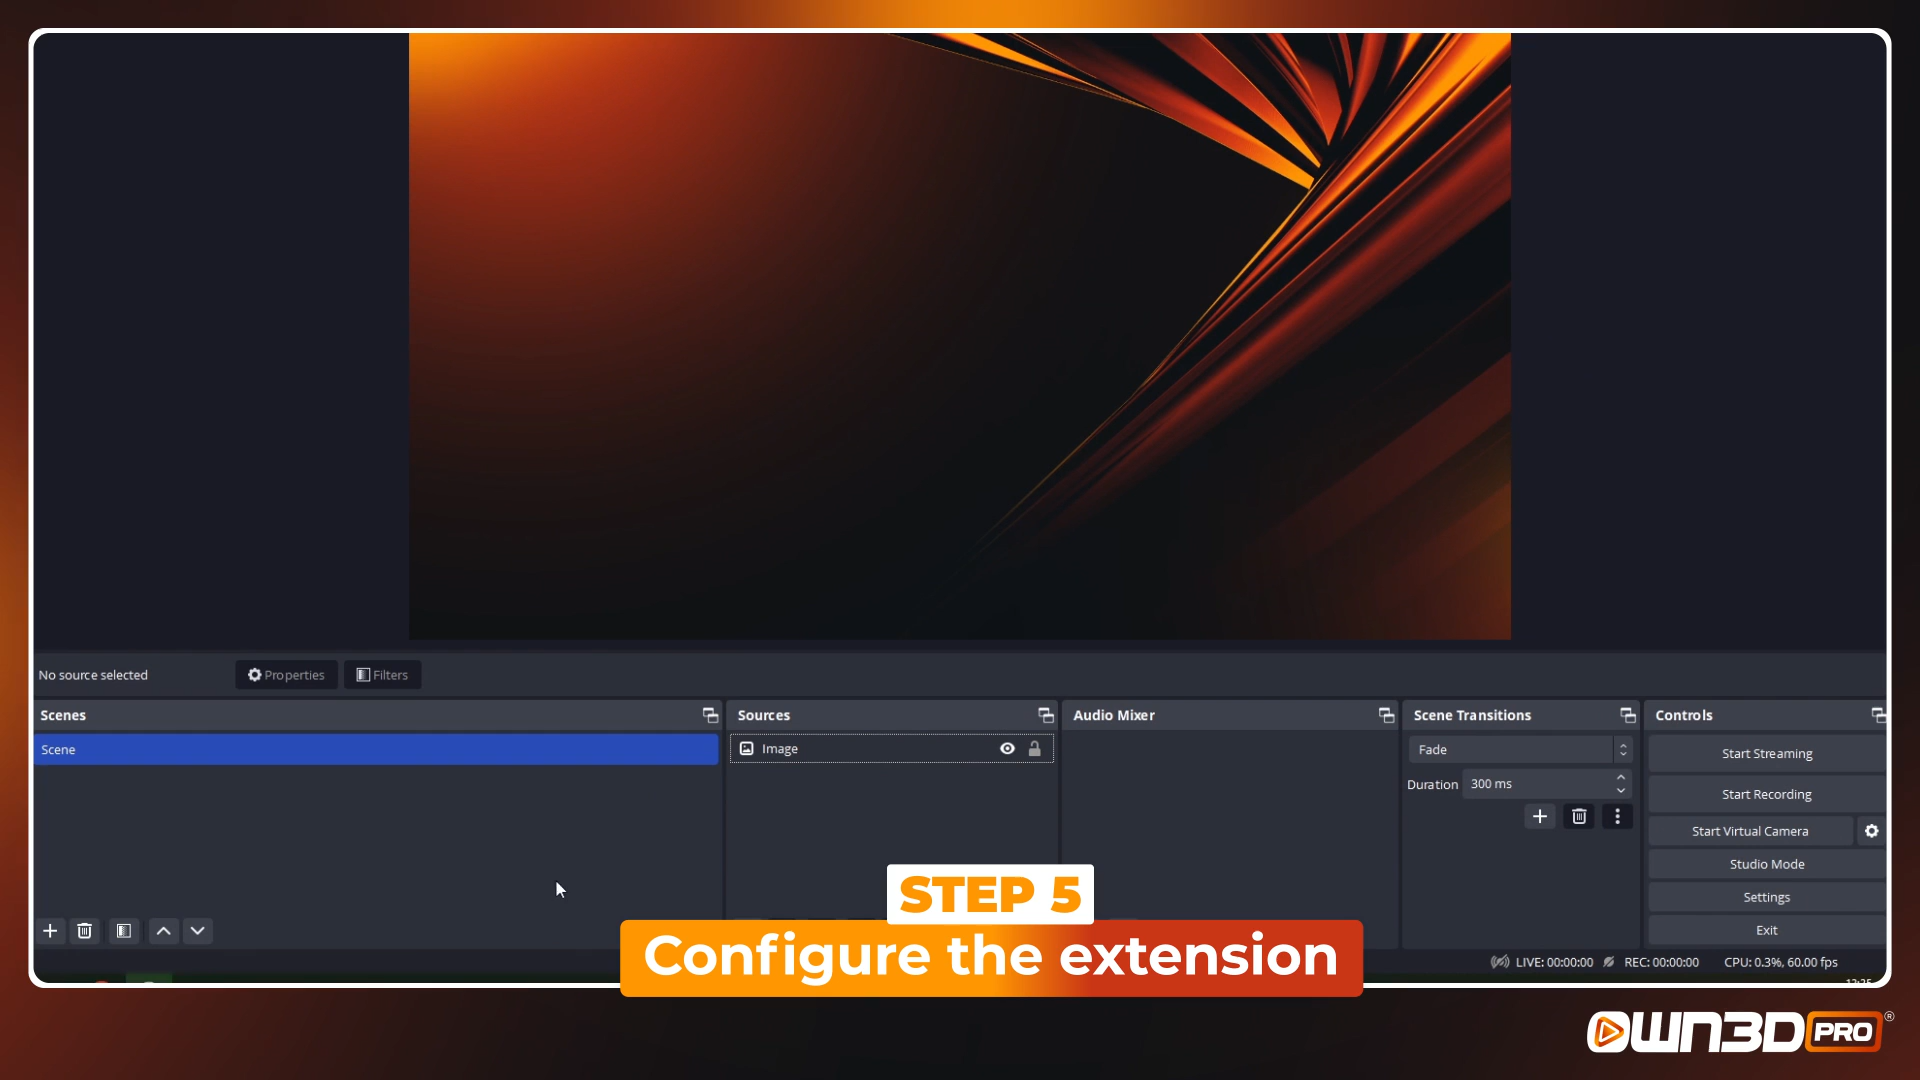 No source selected
Properties
Filters
Scenes
Sources
Audio Mixer
Scene Transitions
Controls
Scene
Image
Fade
Duration
300 ms
Start Streaming
Start Recording
Start Virtual Camera
Studio Mode
Settings
Exit
STEP 5
Configure the extension
LIVE: 00:00:00
REC: 00:00:00
CPU: 0.3%, 60.00 fps
OWN3D PRO ®